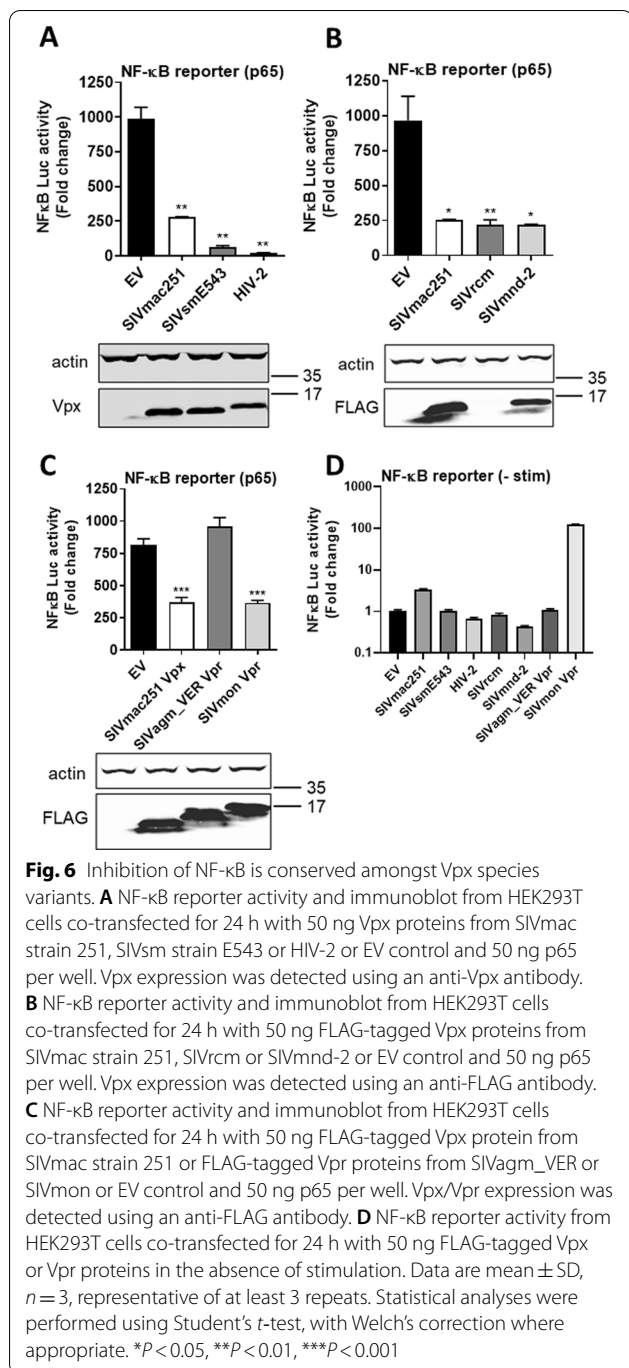 A
NF-κB reporter (p65)
NFκB Luc activity
(Fold change)
1250
1000
750
500
250
0
**
**
**
EV
SIVmac251
SIVsmE543
HIV-2
actin
35
17
Vpx
B
NF-κB reporter (p65)
NFκB Luc activity
(Fold change)
1250
1000
750
500
250
0
*
**
*
EV
SIVmac251
SIVrcm
SIVmnd-2
actin
35
17
FLAG
C
NF-κB reporter (p65)
NFκB Luc activity
(Fold change)
1250
1000
750
500
250
0
***
***
EV
SIVmac251 Vpx
SIVagm_VER Vpr
SIVmon Vpr
actin
35
17
FLAG
D
NF-κB reporter (- stim)
NFκB Luc activity
(Fold change)
1000
100
10
1
0.1
EV
SIVmac251
SIVsmE543
HIV-2
SIVrcm
SIVmnd-2
SIVagm_VER Vpr
SIVmon Vpr
Fig. 6 Inhibition of NF-κB is conserved amongst Vpx species
variants. A NF-κB reporter activity and immunoblot from HEK293T
cells co-transfected for 24 h with 50 ng Vpx proteins from SIVmac
strain 251, SIVsm strain E543 or HIV-2 or EV control and 50 ng p65
per well. Vpx expression was detected using an anti-Vpx antibody.
B NF-κB reporter activity and immunoblot from HEK293T cells
co-transfected for 24 h with 50 ng FLAG-tagged Vpx proteins from
SIVmac strain 251, SIVrcm or SIVmnd-2 or EV control and 50 ng p65
per well. Vpx expression was detected using an anti-FLAG antibody.
C NF-κB reporter activity and immunoblot from HEK293T cells
co-transfected for 24 h with 50 ng FLAG-tagged Vpx protein from
SIVmac strain 251 or FLAG-tagged Vpr proteins from SIVagm_VER or
SIVmon or EV control and 50 ng p65 per well. Vpx/Vpr expression was
detected using an anti-FLAG antibody. D NF-κB reporter activity from
HEK293T cells co-transfected for 24 h with 50 ng FLAG-tagged Vpx
or Vpr proteins in the absence of stimulation. Data are mean ± SD,
n = 3, representative of at least 3 repeats. Statistical analyses were
performed using Student's t-test, with Welch's correction where
appropriate. *P < 0.05, **P < 0.01, ***P < 0.001